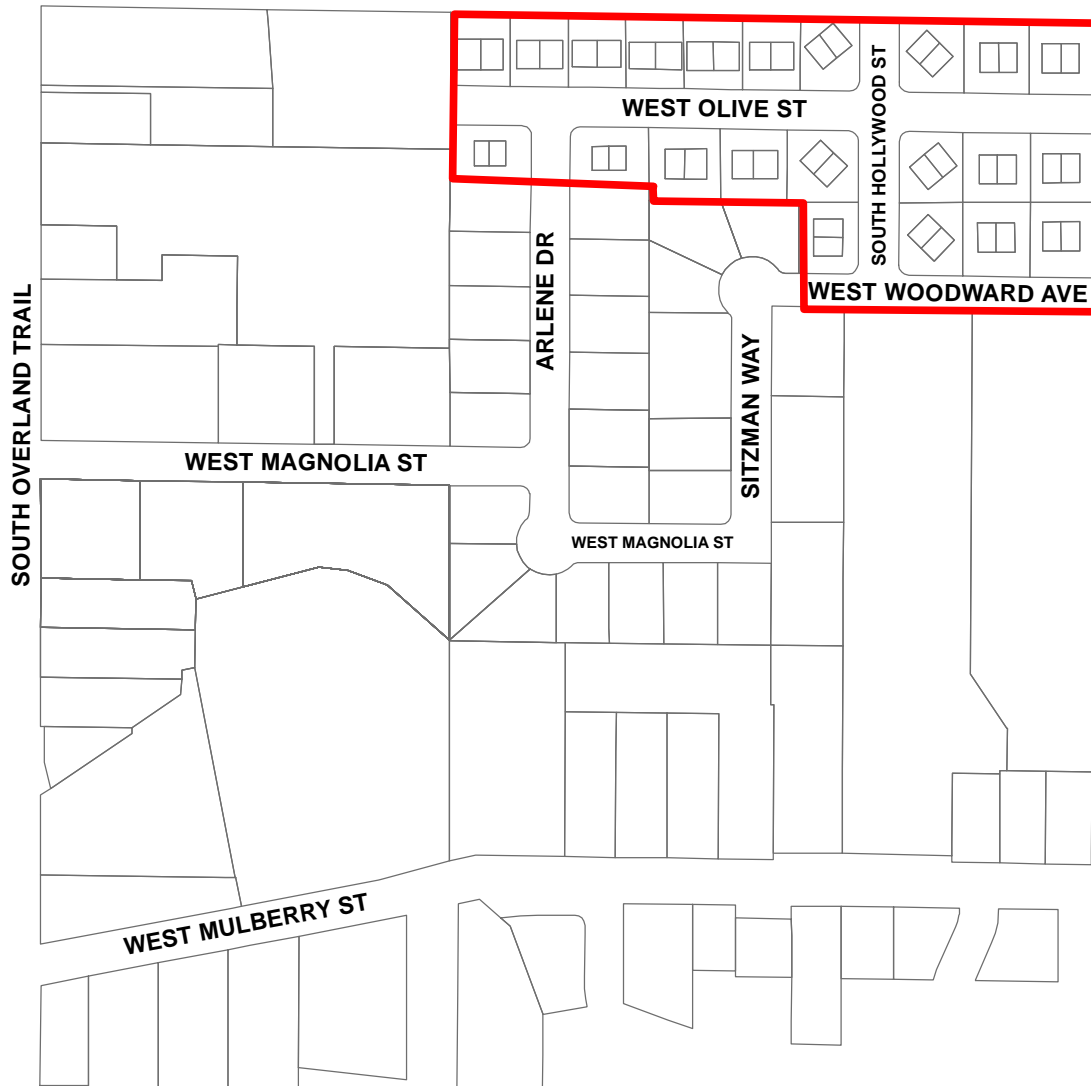 WEST OLIVE ST
SOUTH HOLLYWOOD ST
ARLENE DR
WEST WOODWARD AVE
SOUTH OVERLAND TRAIL
SITZMAN WAY
WEST MAGNOLIA ST
WEST MAGNOLIA ST
WEST MULBERRY ST